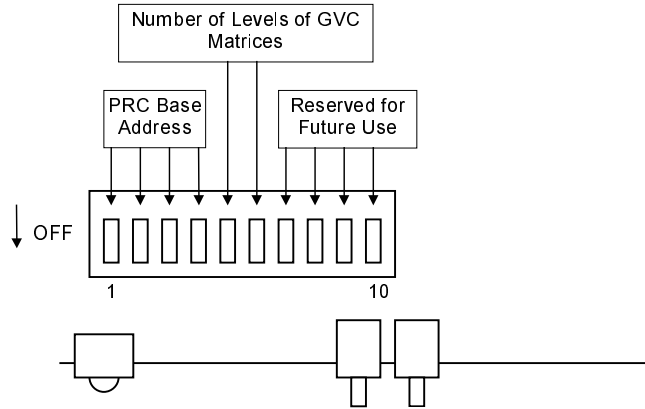 Number of Levels of GVC
Matrices
PRC Base
Address
Reserved for
Future Use
OFF
1
10